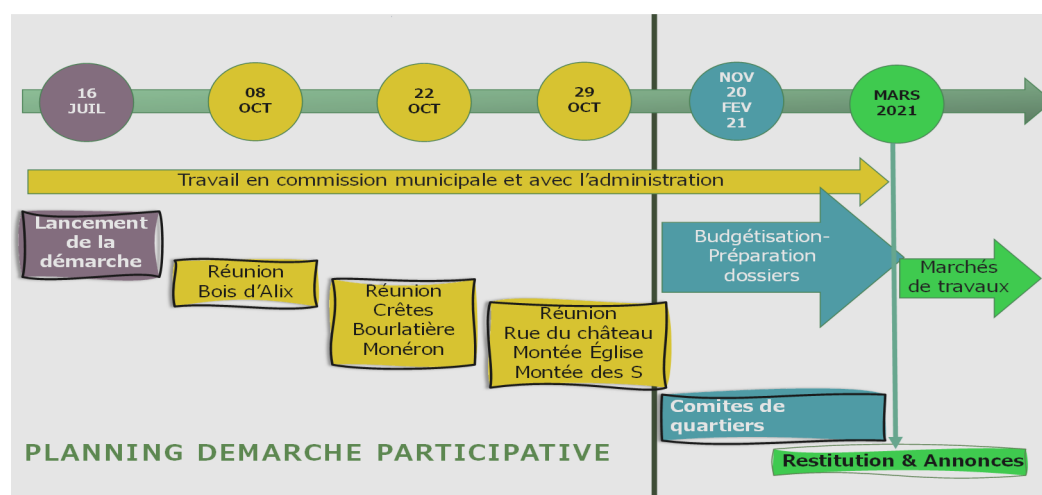 16
JUIL
08
OCT
22
OCT
29
OCT
NOV
20
FEV
21
MARS
2021
Travail en commission municipale et avec l'administration
Lancement
de la
démarche
Réunion
Bois d'Alix
Réunion
Crêtes
Bourlatière
Monéron
Réunion
Rue du château
Montée Église
Montée des S
Budgétisation-
Préparation
dossiers
Marchés
de travaux
Comites de
quartiers
PLANNING DEMARCHE PARTICIPATIVE
Restitution & Annonces